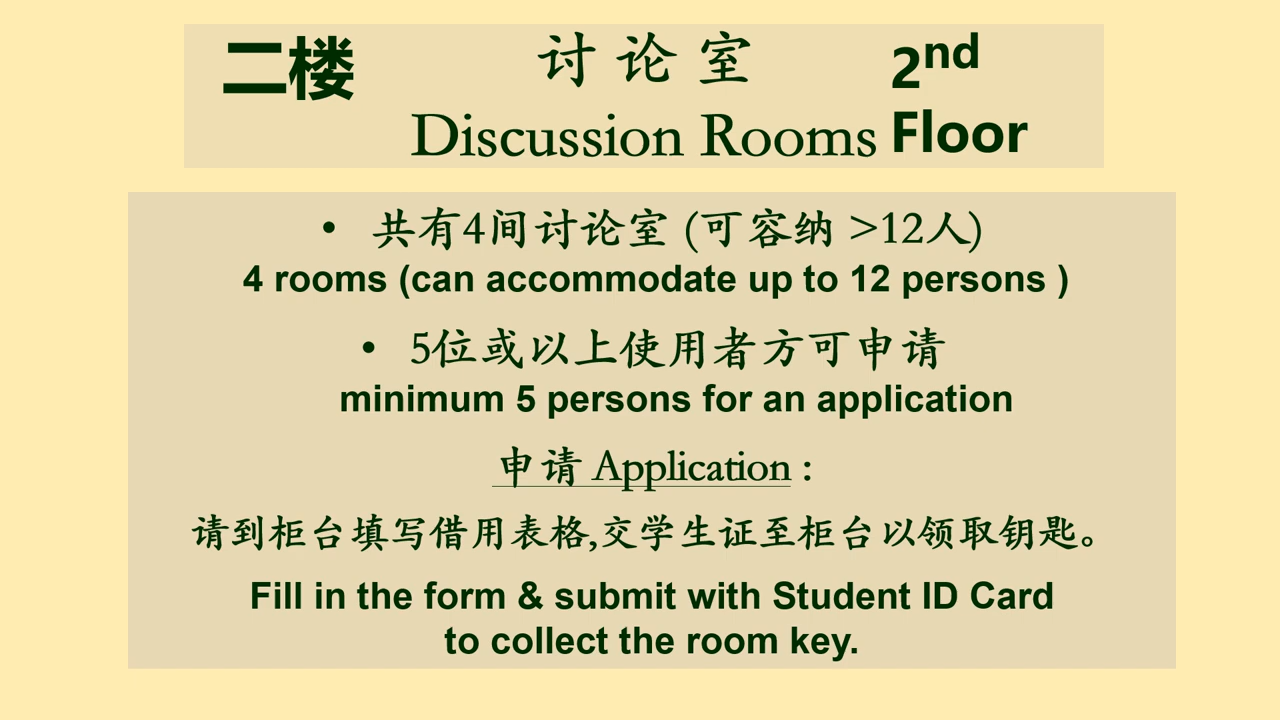 二楼
讨 论 室
Discussion Rooms
2nd
Floor
• 共有4间讨论室 (可容纳 >12人)
4 rooms (can accommodate up to 12 persons )
• 5位或以上使用者方可申请
minimum 5 persons for an application
申请 Application :
请到柜台填写借用表格,交学生证至柜台以领取钥匙。
Fill in the form & submit with Student ID Card
to collect the room key.